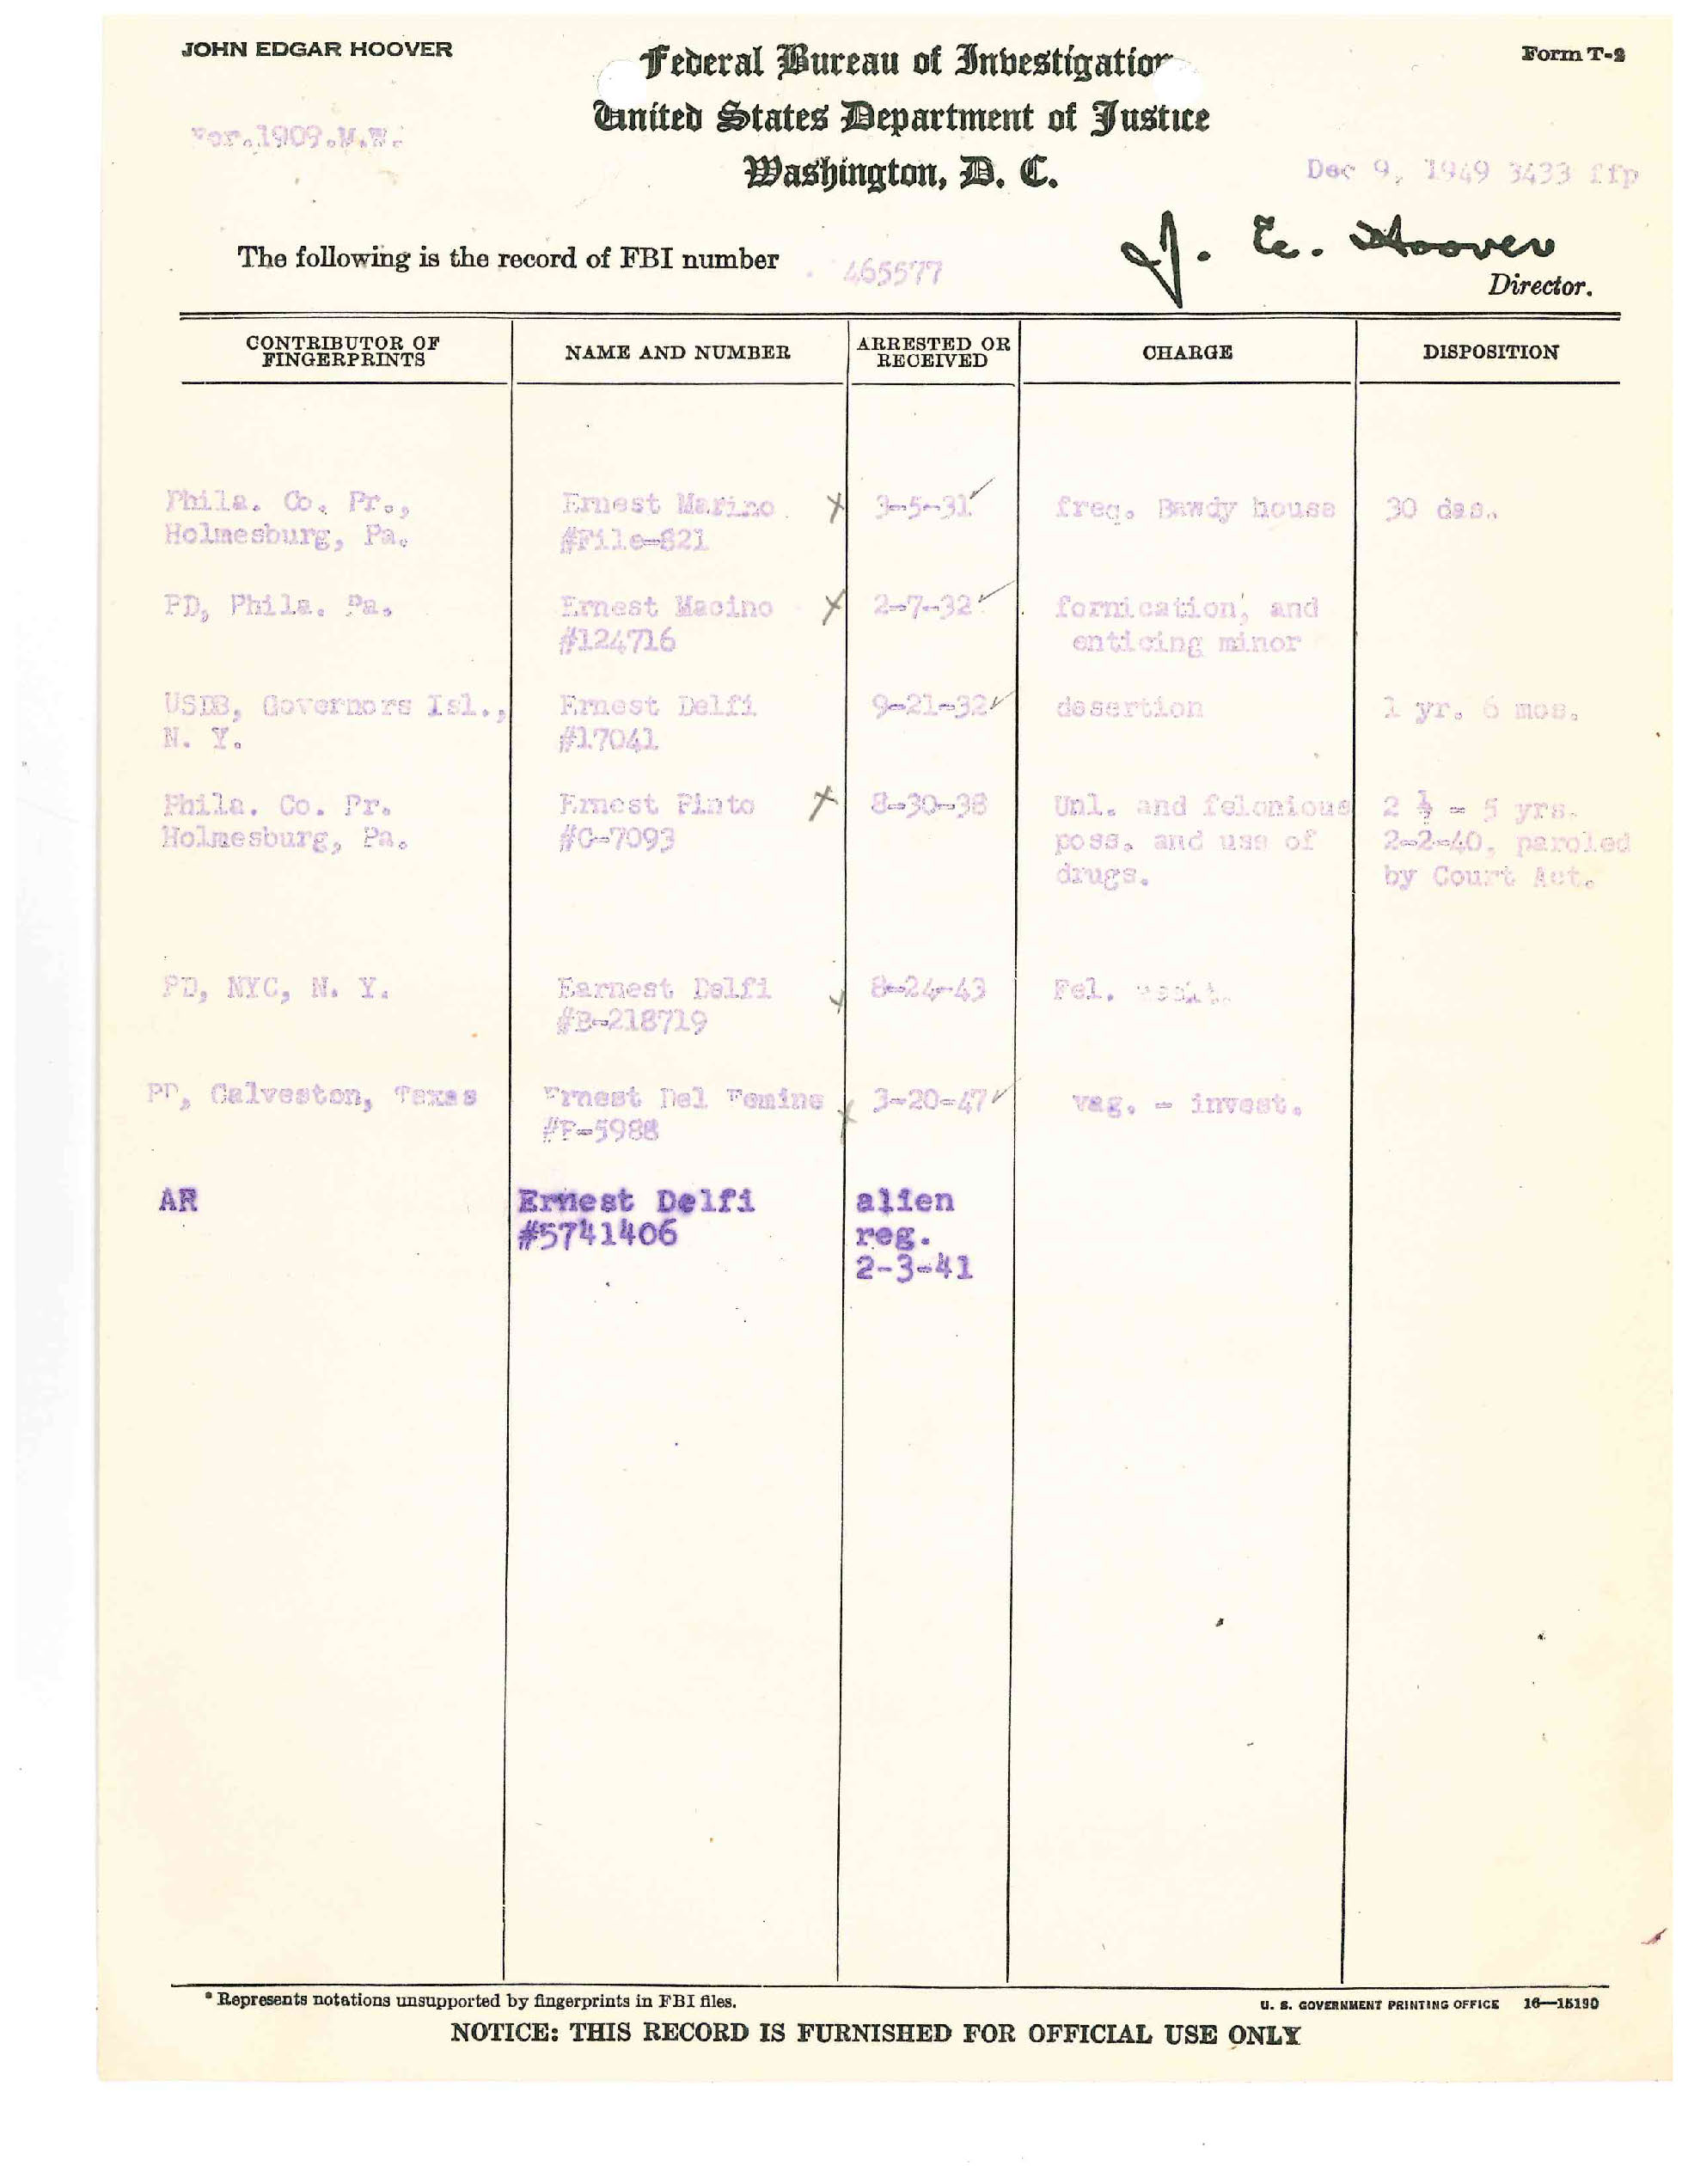 JOHN EDGAR HOOVER
Form T-2
Federal Bureau of Investigation
United States Department of Justice
Washington, D. C.
1909.M.W.
Dec 9, 1949 3433 ffp
The following is the record of FBI number 465577
J. E. Hoover
Director.
CONTRIBUTOR OF FINGERPRINTS NAME AND NUMBER ARRESTED OR RECEIVED CHARGE DISPOSITION
Phila. Co. Pr., Ernest Marino 3-5-31 freq. Bawdy house 30 das.
Holmesburg, Pa. #File-821
PD, Phila. Pa. Ernest Macino 2-7-32 fornication, and
#124716 enticing minor
USDB, Governors Isl., Ernest Delfi 9-21-32 desertion 1 yr. 6 mos.
N. Y. #17041
Phila. Co. Pr. Ernest Pinto 8-30-38 Unl. and felonious 2 ½ - 5 yrs.
Holmesburg, Pa. #C-7093 poss. and use of 2-2-40, paroled
drugs. by Court Act.
PD, NYC, N. Y. Earnest Delfi 8-24-43 Fel.
#B-218719
PD, Galveston, Texas Ernest Del Femine 3-20-47 vag. - invest.
#F-5988
AR Ernest Delfi alien
#5741406 reg.
2-3-41
* Represents notations unsupported by fingerprints in FBI files.
U. S. GOVERNMENT PRINTING OFFICE 16—15190
NOTICE: THIS RECORD IS FURNISHED FOR OFFICIAL USE ONLY